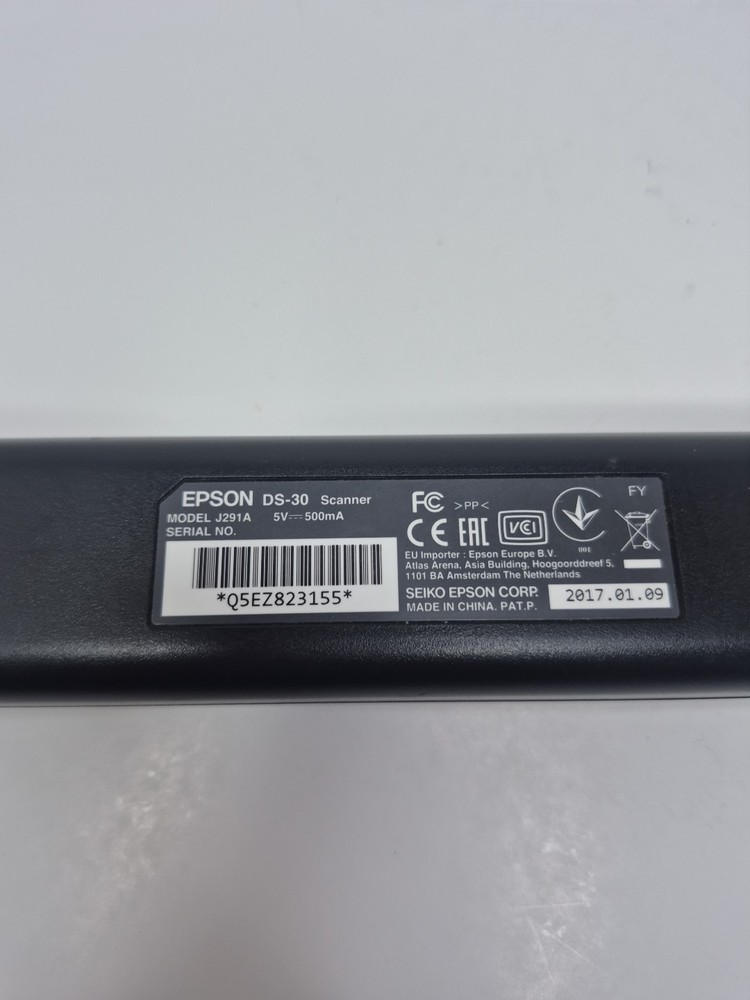 EPSON DS-30 Scanner
MODEL J291A 5V⎓500mA
SERIAL NO.
*Q5EZ823155*
FC >PP<
CE EAC VCCI
001
FY
EU Importer : Epson Europe B.V.
Atlas Arena, Asia Building, Hoogoorddreef 5,
1101 BA Amsterdam The Netherlands
SEIKO EPSON CORP.
MADE IN CHINA. PAT.P.
2017.01.09